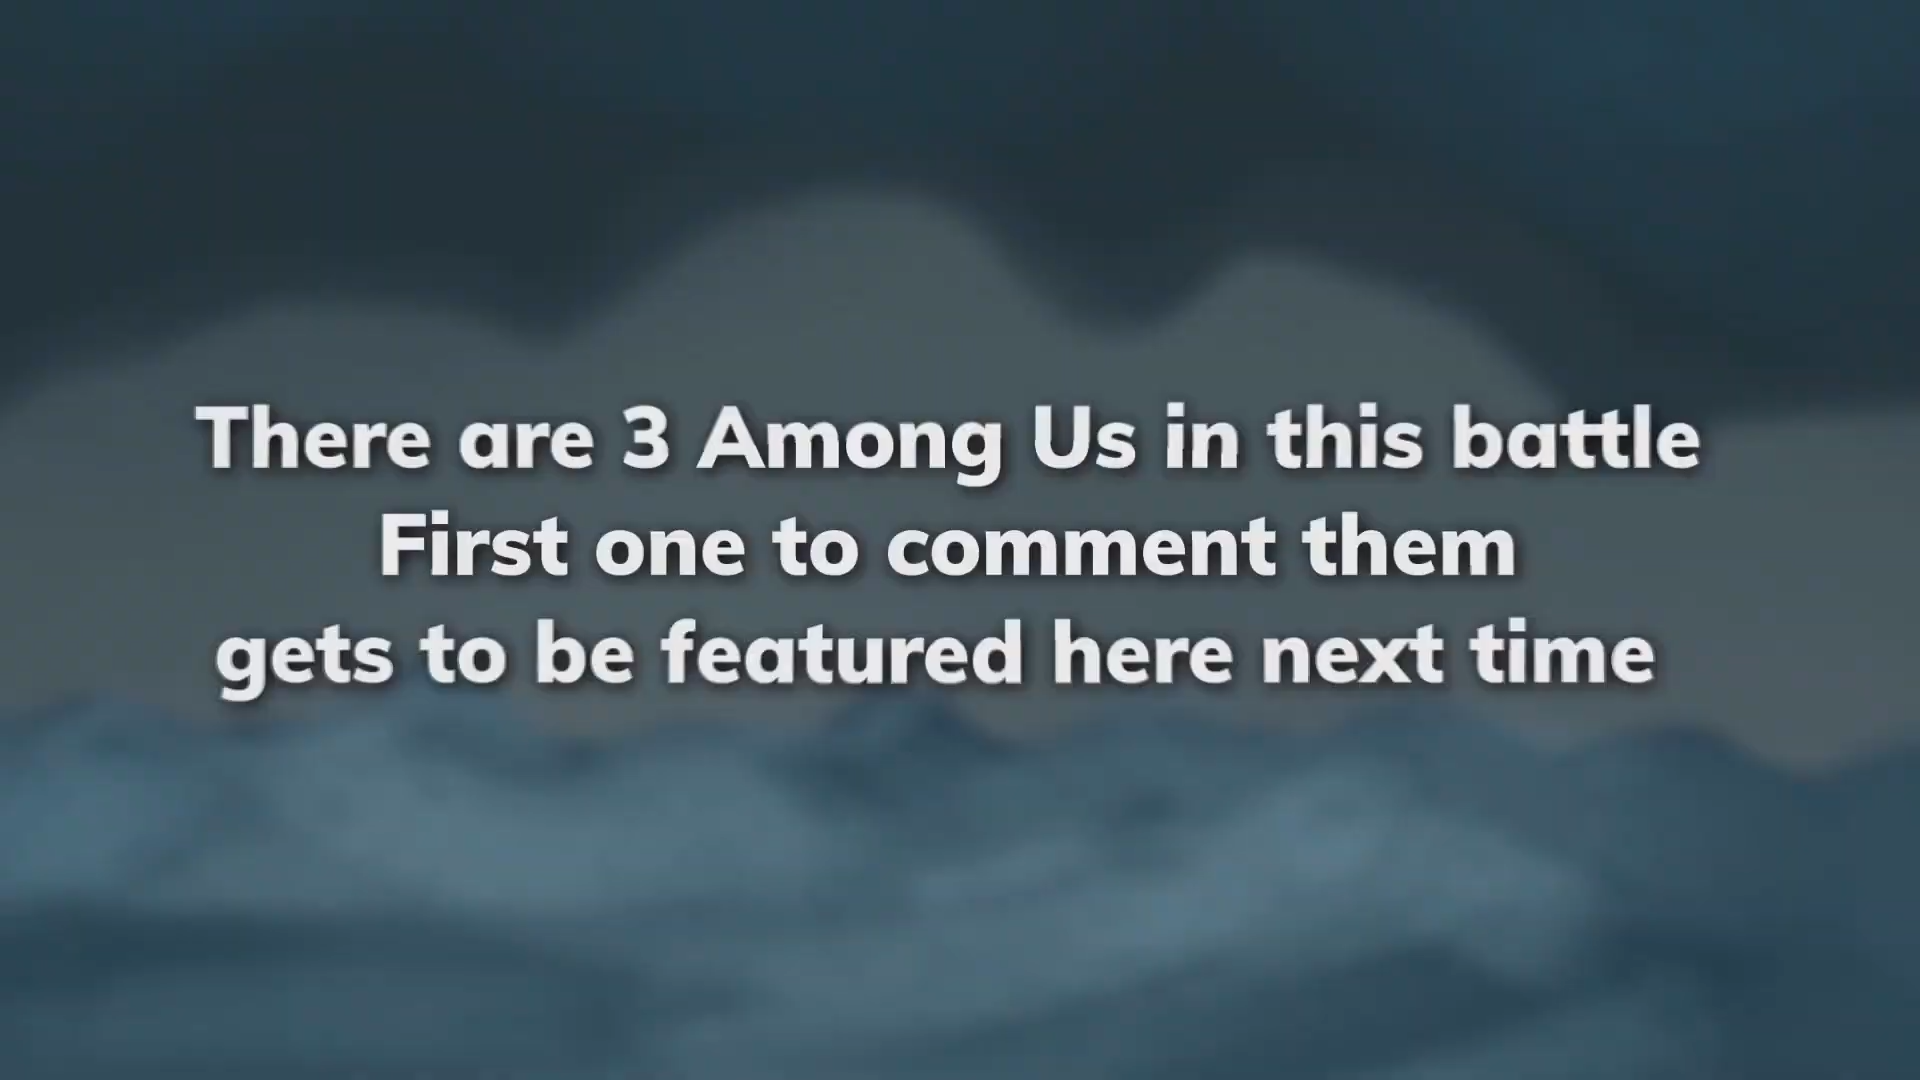 There are 3 Among Us in this battle
First one to comment them
gets to be featured here next time